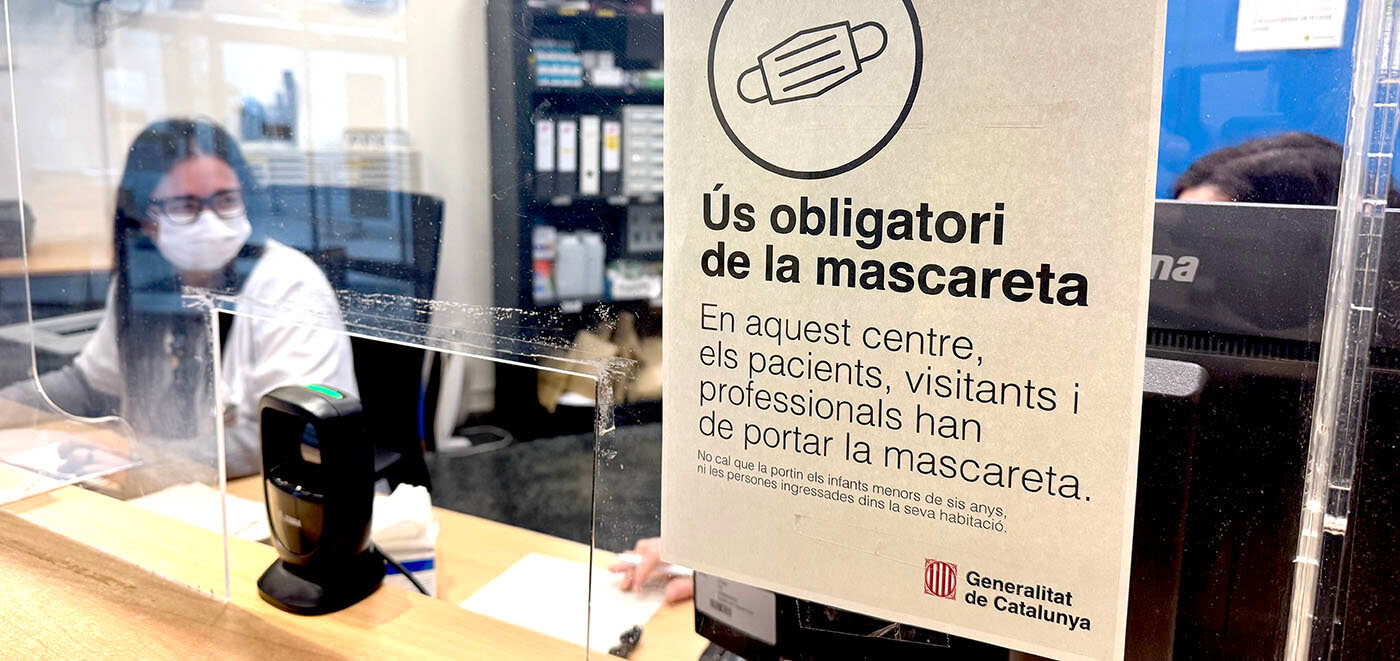 Ús obligatori
de la mascareta
En aquest centre,
els pacients, visitants i
professionals han
de portar la mascareta.
No cal que la portin els infants menors de sis anys,
ni les persones ingressades dins la seva habitació.
Generalitat
de Catalunya